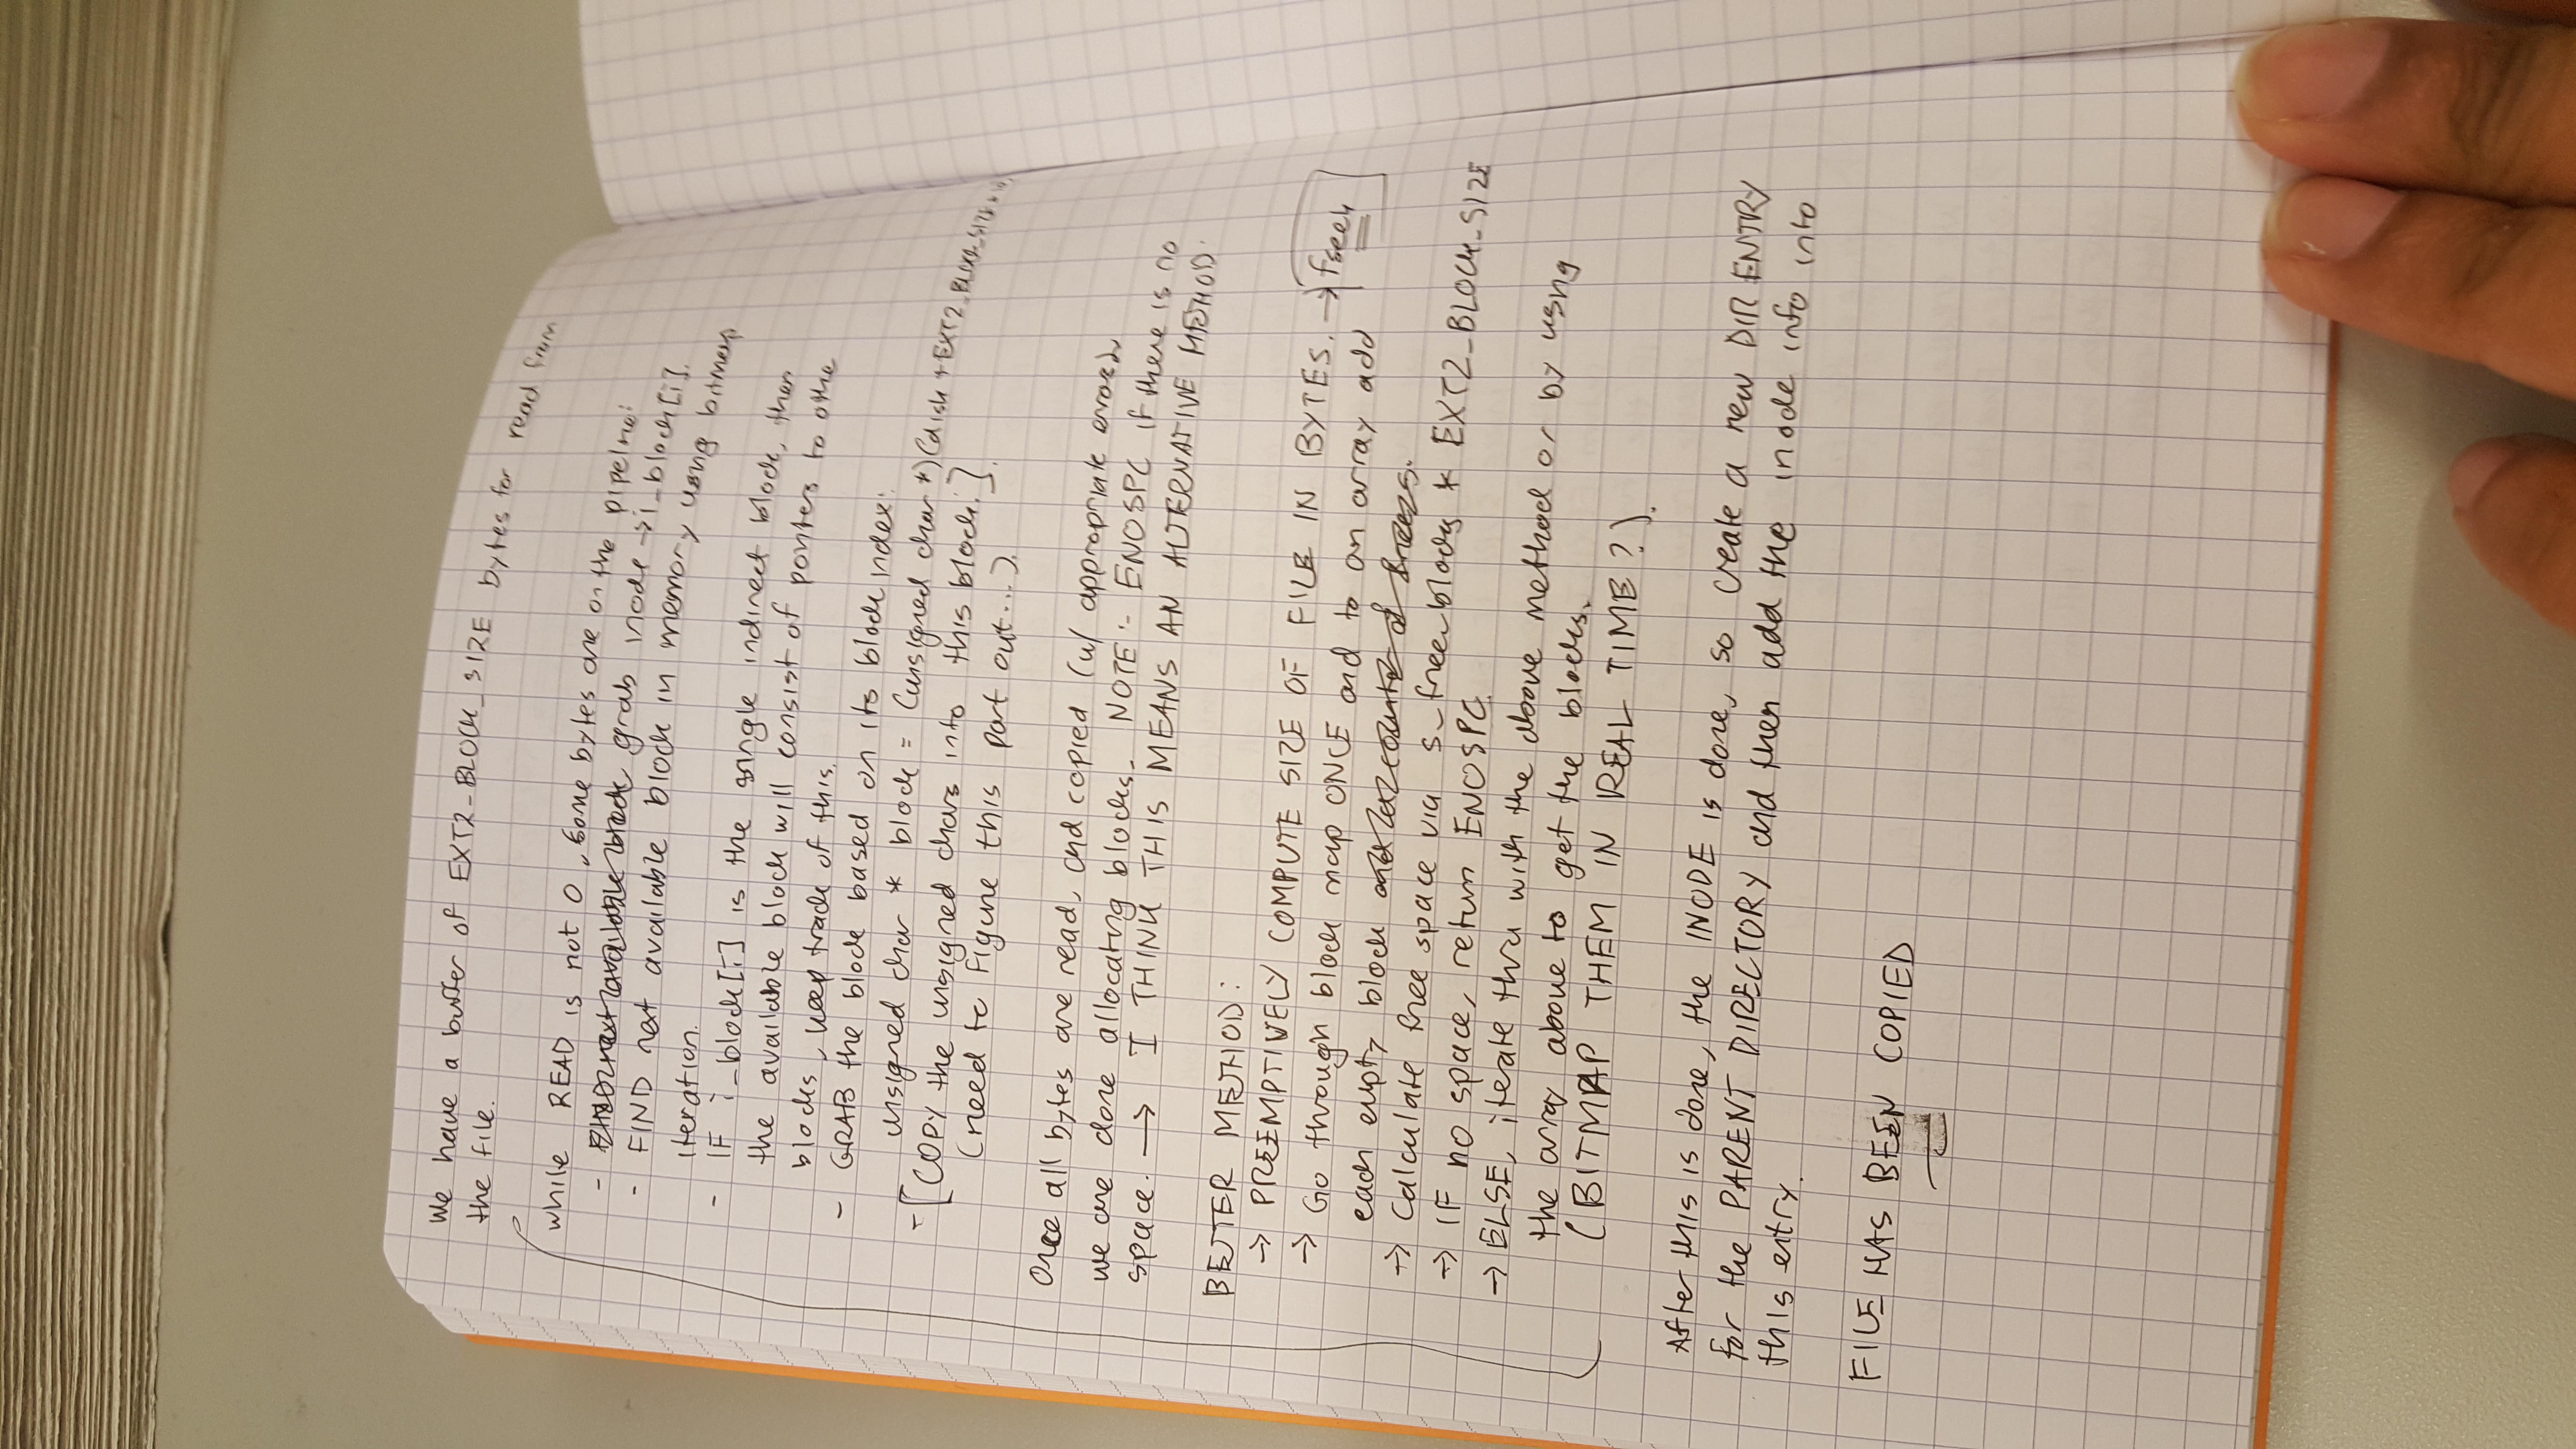 We have a buffer of EXT2_BLOCK_SIZE bytes for read from
the file.
while READ is not 0, some bytes are on the pipeline:
- FIND next available block grab inode->i_block[i].
- FIND next available block in memory using bitmap
iteration.
- IF i_block[i] is the single indirect block, then
the available block will consist of pointers to othe
blocks, keep track of this.
- GRAB the block based on its block index:
unsigned char * block = (unsigned char *)(disk + EXT2_BLOCK_SIZE *
- [COPY the unsigned chars into this block.].
(need to figure this part out...).
Once all bytes are read, and copied (w/ appropriate errors)
we are done allocating blocks. NOTE:- ENOSPC if there is no
space. → I THINK THIS MEANS AN ALTERNATIVE METHOD.
BETTER METHOD:
→ PREEMPTIVELY COMPUTE SIZE OF FILE IN BYTES. → fseek
→ Go through block map ONCE and to an array add
each empty block
→ Calculate free space via s_free_blocks * EXT2_BLOCK_SIZE
→ IF no space, return ENOSPC.
→ ELSE, iterate thru with the above method or by using
the array above to get the blocks.
(BITMAP THEM IN REAL TIME?).
After this is done, the INODE is done, so create a new DIR ENTRY
for the PARENT DIRECTORY and then add the inode info into
this entry.
FILE HAS BEEN COPIED